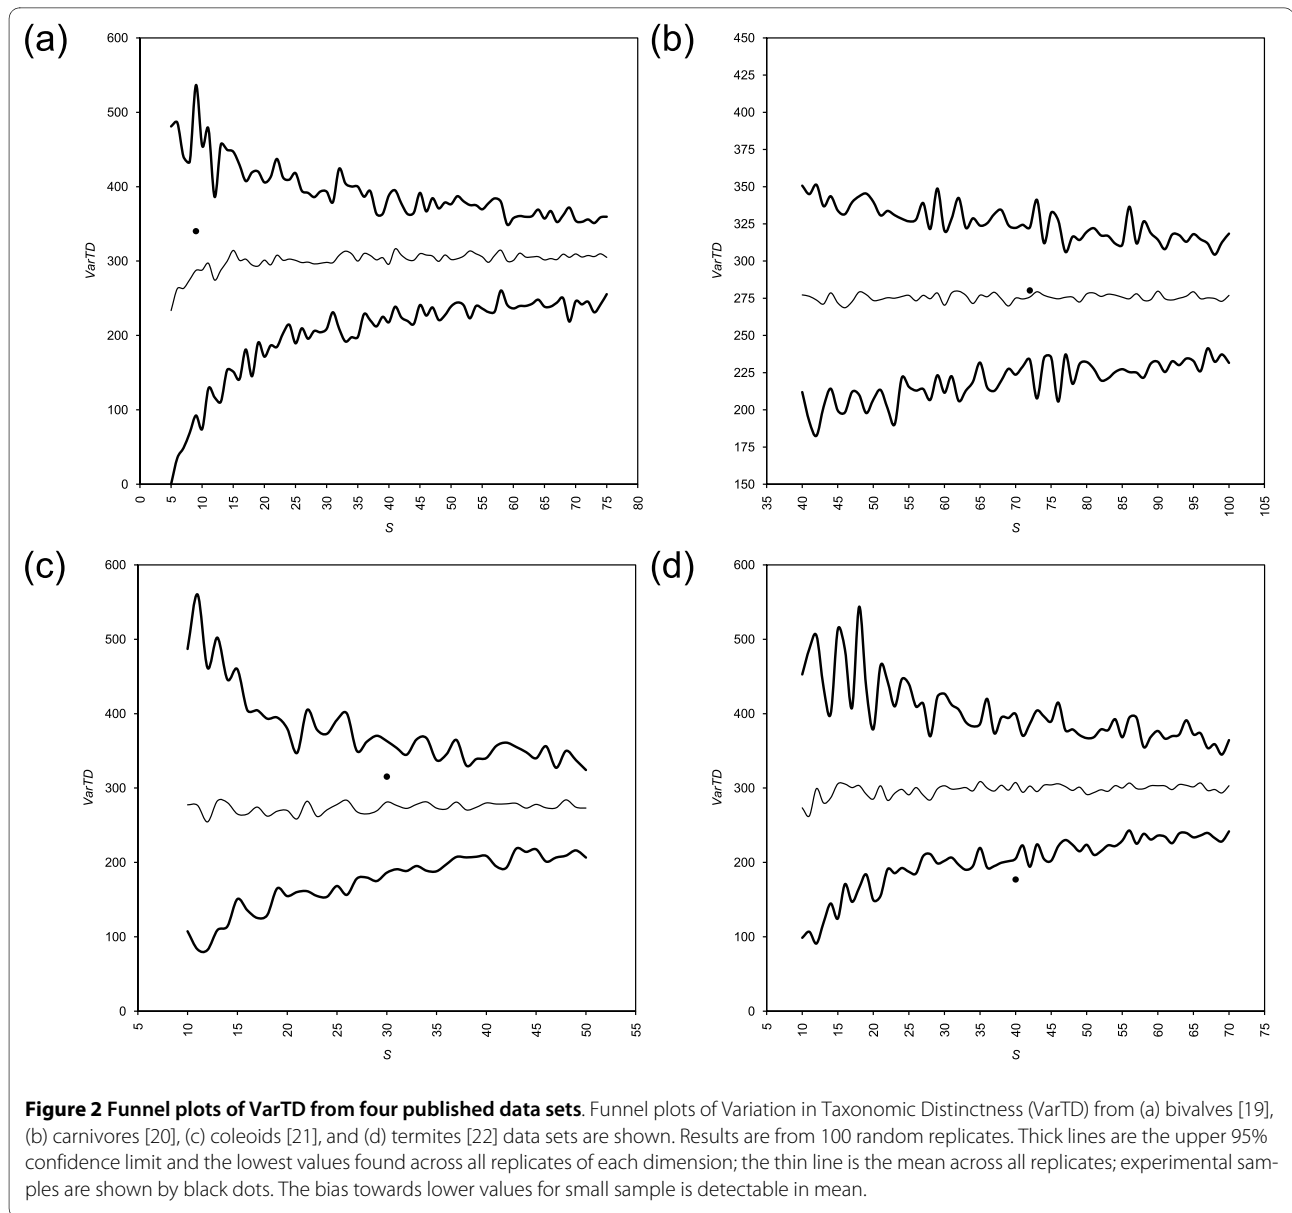 (a)
600
500
400
300
200
100
0
VarTD
0 5 10 15 20 25 30 35 40 45 50 55 60 65 70 75 80
S
(b)
450
425
400
375
350
325
300
275
250
225
200
175
150
VarTD
35 40 45 50 55 60 65 70 75 80 85 90 95 100 105
S
(c)
600
500
400
300
200
100
0
VarTD
5 10 15 20 25 30 35 40 45 50 55
S
(d)
600
500
400
300
200
100
0
VarTD
5 10 15 20 25 30 35 40 45 50 55 60 65 70 75
S
Figure 2 Funnel plots of VarTD from four published data sets. Funnel plots of Variation in Taxonomic Distinctness (VarTD) from (a) bivalves [19],
(b) carnivores [20], (c) coleoids [21], and (d) termites [22] data sets are shown. Results are from 100 random replicates. Thick lines are the upper 95%
confidence limit and the lowest values found across all replicates of each dimension; the thin line is the mean across all replicates; experimental sam-
ples are shown by black dots. The bias towards lower values for small sample is detectable in mean.